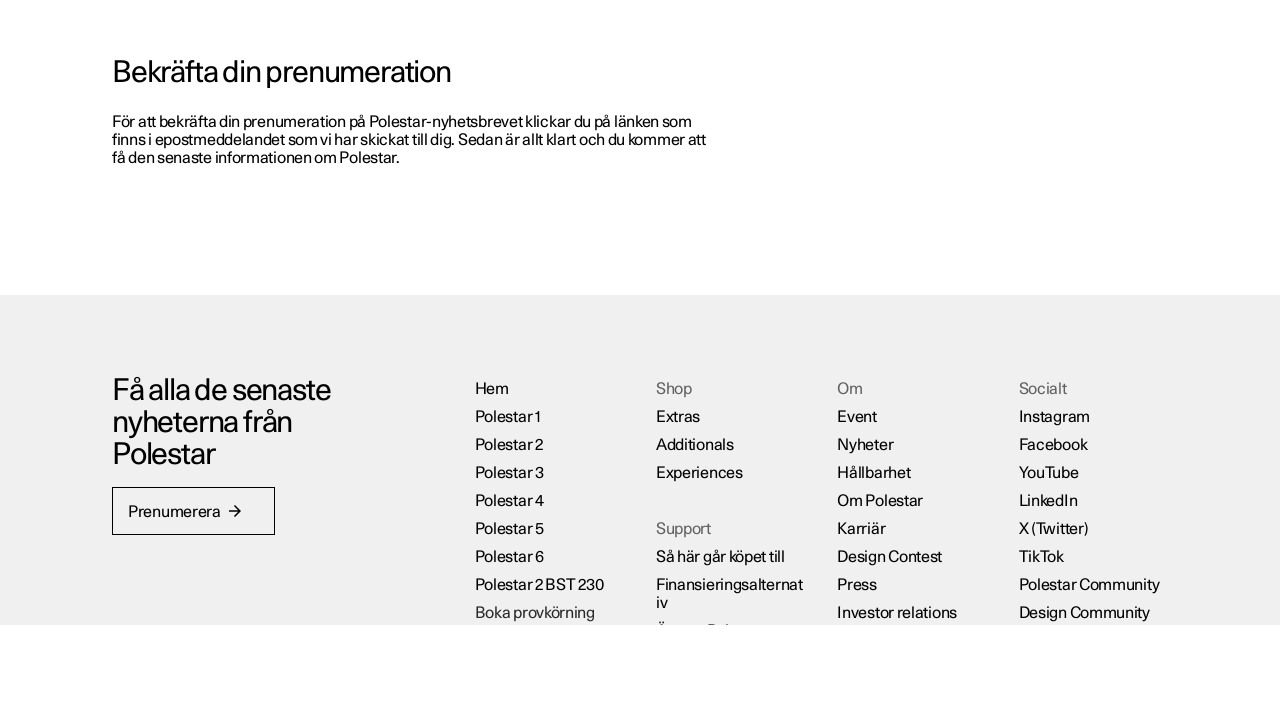 Bekräfta din prenumeration
För att bekräfta din prenumeration på Polestar-nyhetsbrevet klickar du på länken som
finns i epostmeddelandet som vi har skickat till dig. Sedan är allt klart och du kommer att
få den senaste informationen om Polestar.
Få alla de senaste
nyheterna från
Polestar
Prenumerera →
Hem
Polestar 1
Polestar 2
Polestar 3
Polestar 4
Polestar 5
Polestar 6
Polestar 2 BST 230
Boka provkörning
Shop
Extras
Additionals
Experiences
Support
Så här går köpet till
Finansieringsalternat
iv
Om
Event
Nyheter
Hållbarhet
Om Polestar
Karriär
Design Contest
Press
Investor relations
Socialt
Instagram
Facebook
YouTube
LinkedIn
X (Twitter)
TikTok
Polestar Community
Design Community